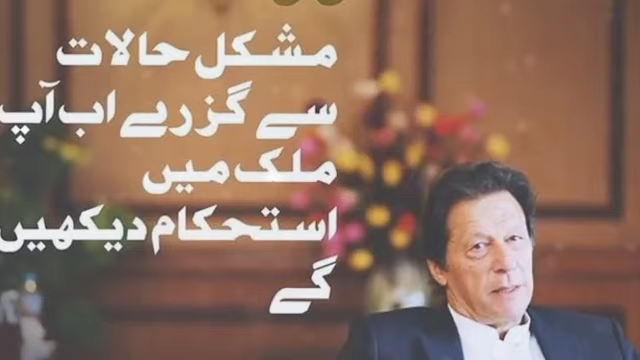 مشکل حالات
سے گزرے اب آپ
ملک میں
استحکام دیکھیں
گے